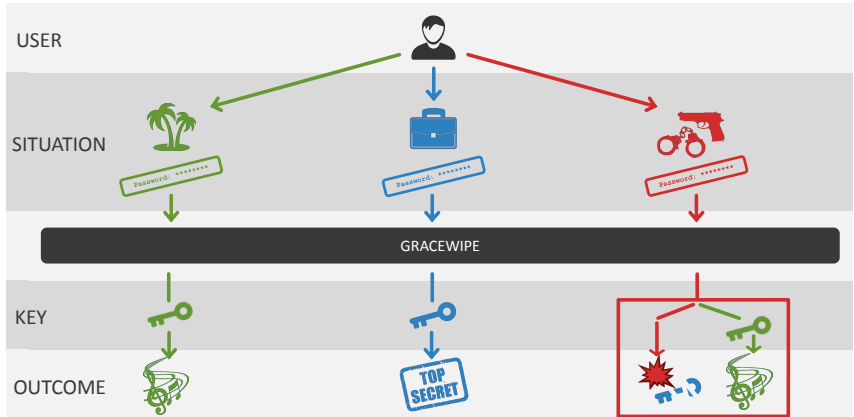 USER
SITUATION
Password: ********
Password: ********
Password: ********
GRACEWIPE
KEY
OUTCOME
TOP
SECRET